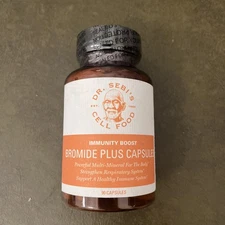 DR. SEBI'S
CELL FOOD
IMMUNITY BOOST
BROMIDE PLUS CAPSULES
Powerful Multi-Mineral For The Body
Strengthen Respiratory System
Support A Healthy Immune System
30 CAPSULES